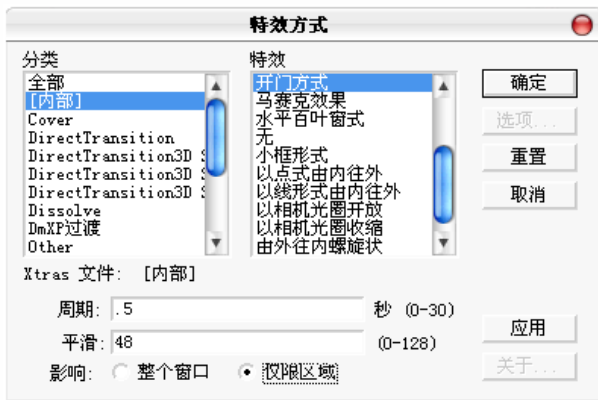 特效方式
分类
全部
[内部]
Cover
DirectTransition
DirectTransition3D S
DirectTransition3D S
DirectTransition3D S
Dissolve
DmXP过渡
Other
特效
开门方式
马赛克效果
水平百叶窗式
无
小框形式
以点式由内往外
以线形式由内往外
以相机光圈开放
以相机光圈收缩
由外往内螺旋状
确定
选项...
重置
取消
Xtras 文件: [内部]
周期: .5 秒 (0-30)
平滑: 48 (0-128)
影响: 整个窗口 仅限区域
应用
关于...